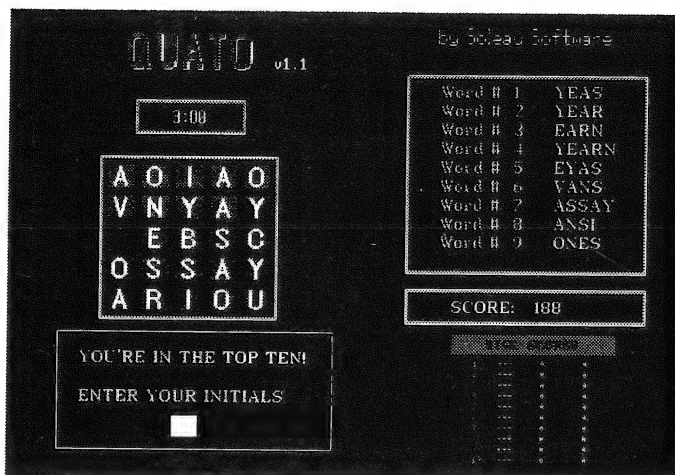 QUATO v1.1
by Soleau Software
3:08
A O I A O
V N Y A Y
E B S C
O S S A Y
A R I O U
Word # 1 YEAS
Word # 2 YEAR
Word # 3 EARN
Word # 4 YEARN
Word # 5 EYAS
Word # 6 VANS
Word # 7 ASSAY
Word # 8 ANSI
Word # 9 ONES
SCORE: 188
YOU'RE IN THE TOP TEN!
ENTER YOUR INITIALS